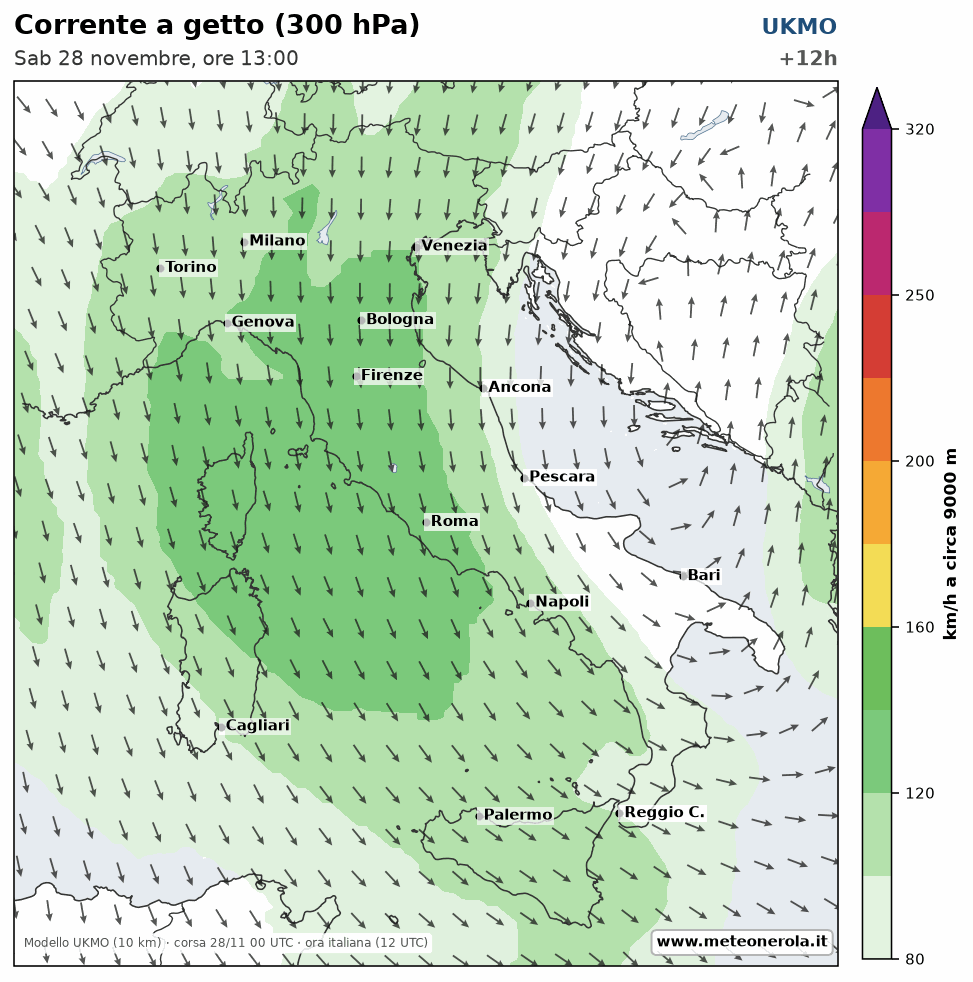 Corrente a getto (300 hPa)
UKMO
Sab 28 novembre, ore 13:00
+12h
Milano
Venezia
Torino
Genova
Bologna
Firenze
Ancona
Pescara
Roma
Bari
Napoli
Cagliari
Palermo
Reggio C.
Modello UKMO (10 km) · corsa 28/11 00 UTC · ora italiana (12 UTC)
www.meteonerola.it
320
250
200
160
120
80
km/h a circa 9000 m